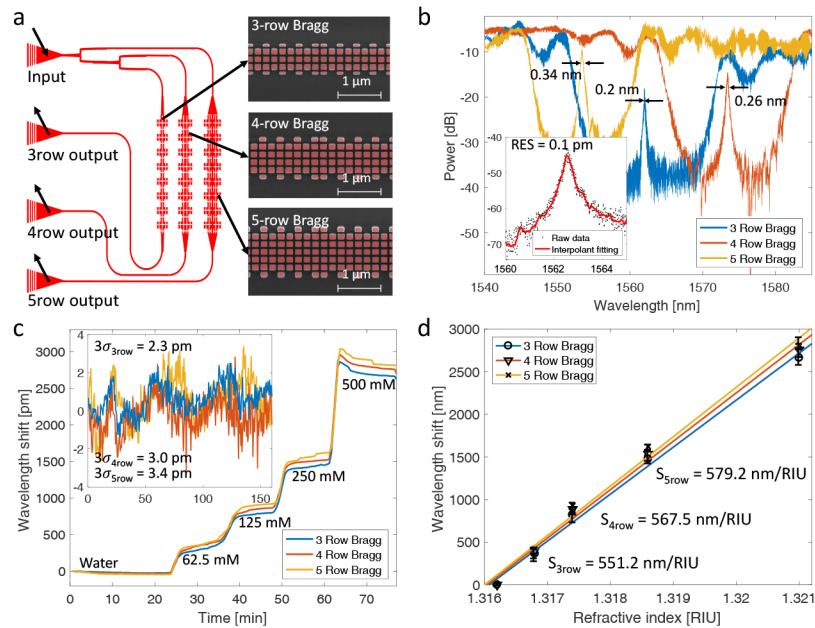 a
Input
3row output
4row output
5row output
3-row Bragg
1 μm
4-row Bragg
1 μm
5-row Bragg
1 μm
b
Power [dB]
-10
-20
-30
-40
-50
0.34 nm
0.2 nm
0.26 nm
RES = 0.1 pm
-40
-50
-60
-70
Raw data
Interpolant fitting
1560
1562
1564
3 Row Bragg
4 Row Bragg
5 Row Bragg
1540
1550
1560
1570
1580
Wavelength [nm]
c
Wavelength shift [pm]
3000
2500
2000
1500
1000
500
0
3σ3row = 2.3 pm
4
2
0
-2
-4
3σ4row = 3.0 pm
3σ5row = 3.4 pm
0
50
100
150
500 mM
250 mM
125 mM
62.5 mM
Water
3 Row Bragg
4 Row Bragg
5 Row Bragg
0
10
20
30
40
50
60
70
Time [min]
d
Wavelength shift [nm]
3000
2500
2000
1500
1000
500
0
3 Row Bragg
4 Row Bragg
5 Row Bragg
S5row = 579.2 nm/RIU
S4row = 567.5 nm/RIU
S3row = 551.2 nm/RIU
1.316
1.317
1.318
1.319
1.32
1.321
Refractive index [RIU]